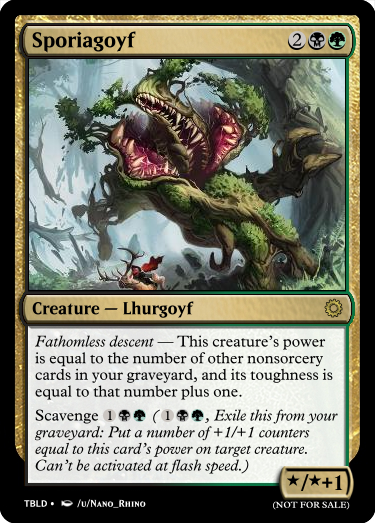 Sporiagoyf 2
Creature — Lhurgoyf
Fathomless descent — This creature's power
is equal to the number of other nonsorcery
cards in your graveyard, and its toughness is
equal to that number plus one.
Scavenge 1 ( 1 , Exile this from your
graveyard: Put a number of +1/+1 counters
equal to this card's power on target creature.
Can't be activated at flash speed.)
★/★+1
TBLD • /u/Nano_Rhino
(NOT FOR SALE)